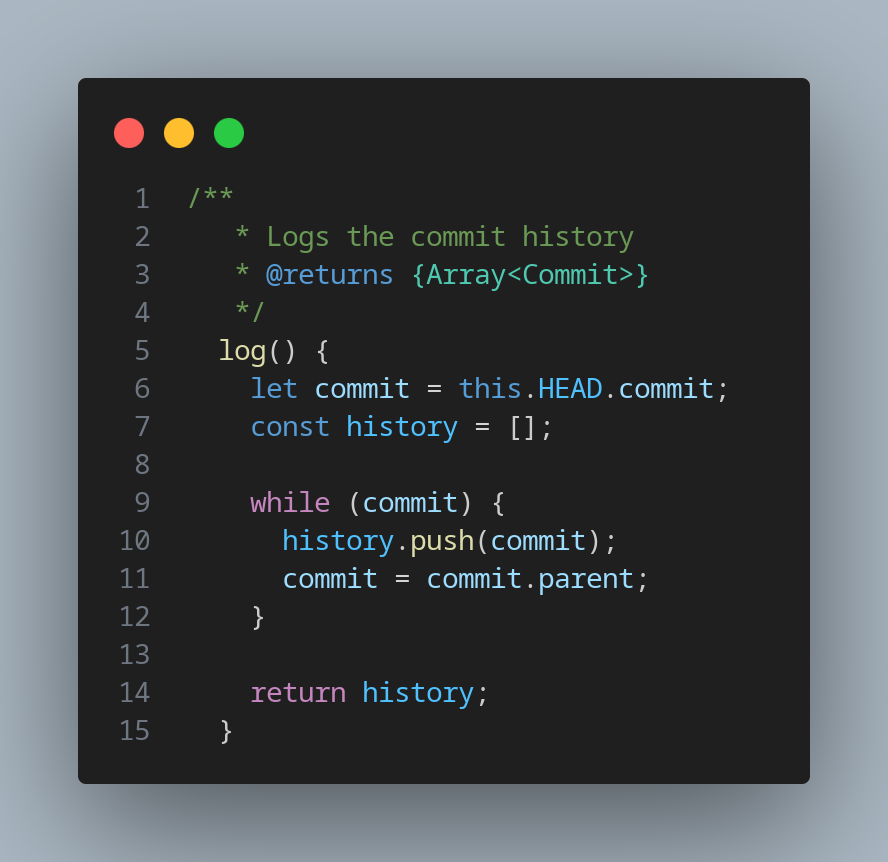 1 /**
2    * Logs the commit history
3    * @returns {Array<Commit>}
4    */
5   log() {
6     let commit = this.HEAD.commit;
7     const history = [];
8
9     while (commit) {
10       history.push(commit);
11       commit = commit.parent;
12     }
13
14     return history;
15   }